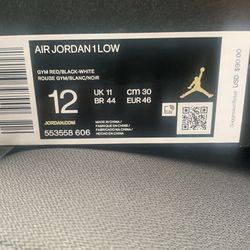 AIR JORDAN 1 LOW
GYM RED/BLACK-WHITE
ROUGE GYM/BLANC/NOIR
12
UK 11
CM 30
BR 44
EUR 46
JORDAN.COM
553558 606
MADE IN CHINA/
FABRIQUÉ EN CHINE/
HECHO EN CHINA
USD $90.00